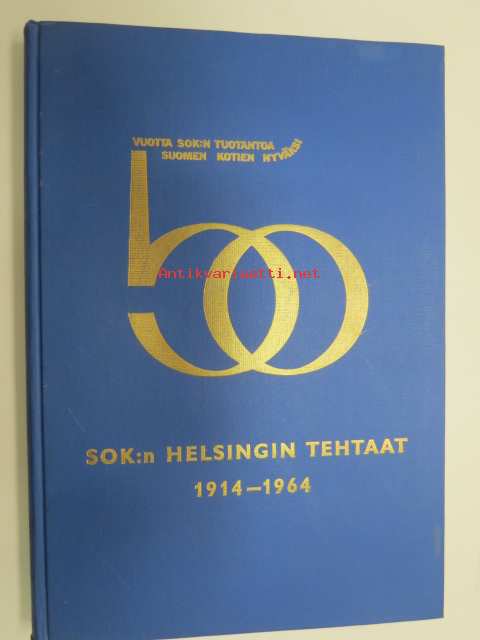 VUOTTA SOK:N TUOTANTOA
SUOMEN KOTIEN HYVÄKSI
50
Antikvariaatti.net
SOK:n HELSINGIN TEHTAAT
1914-1964